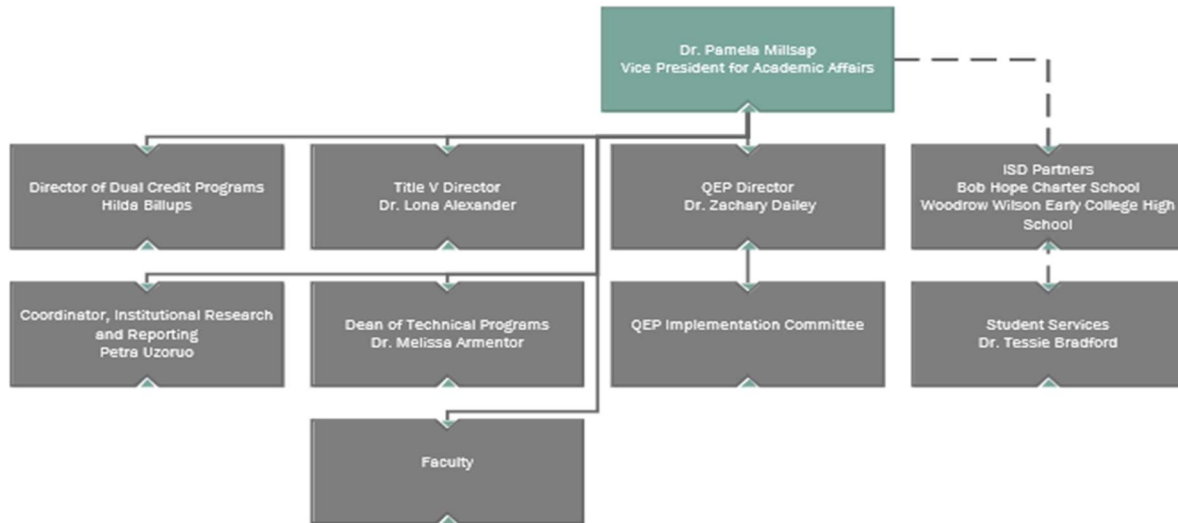 Dr. Pamela Millsap
Vice President for Academic Affairs
Director of Dual Credit Programs
Hilda Billups
Title V Director
Dr. Lona Alexander
QEP Director
Dr. Zachary Dailey
ISD Partners
Bob Hope Charter School
Woodrow Wilson Early College High
School
Coordinator, Institutional Research
and Reporting
Petra Uzoruo
Dean of Technical Programs
Dr. Melissa Armentor
QEP Implementation Committee
Student Services
Dr. Tessie Bradford
Faculty